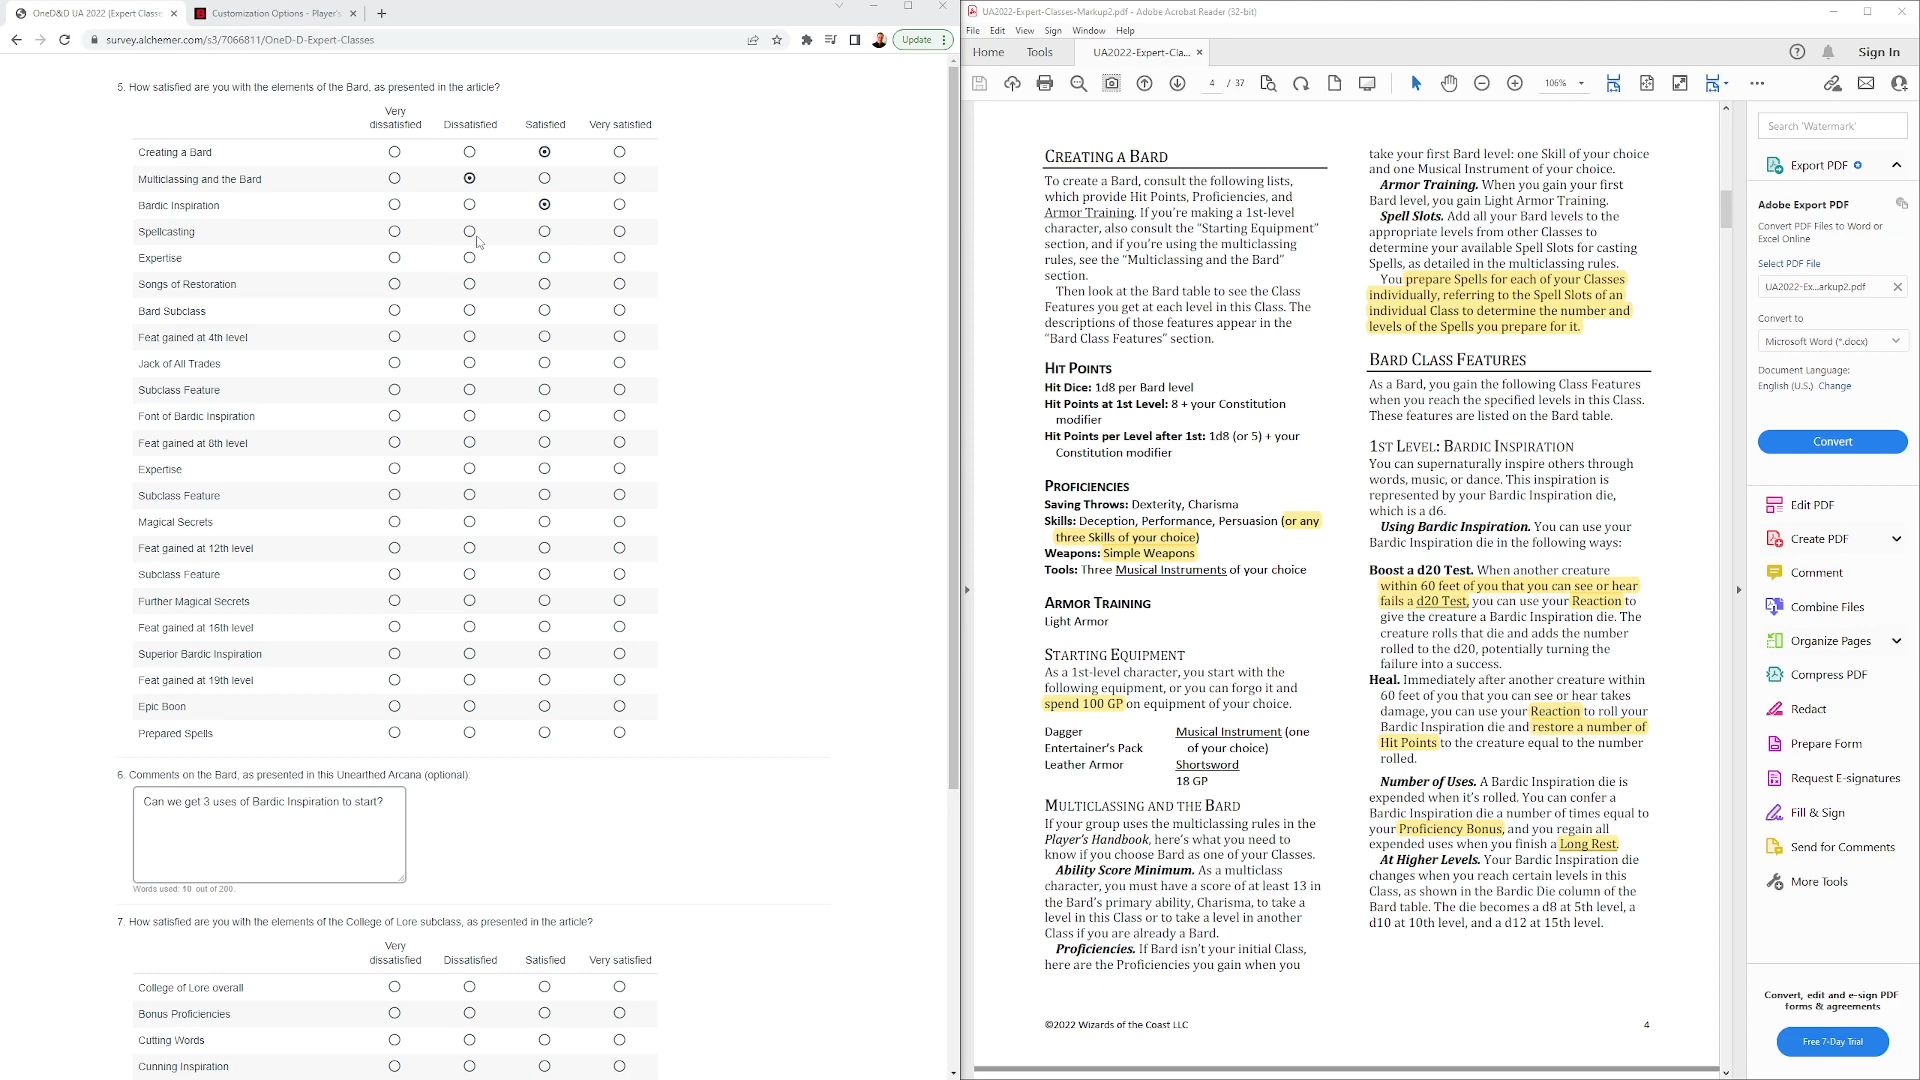 OneD&D UA 2022 (Expert Classe
Customization Options - Player's
survey.alchemer.com/s3/7066811/OneD-D-Expert-Classes
Update
5. How satisfied are you with the elements of the Bard, as presented in the article?
Very dissatisfied Dissatisfied Satisfied Very satisfied
Creating a Bard
Multiclassing and the Bard
Bardic Inspiration
Spellcasting
Expertise
Songs of Restoration
Bard Subclass
Feat gained at 4th level
Jack of All Trades
Subclass Feature
Font of Bardic Inspiration
Feat gained at 8th level
Expertise
Subclass Feature
Magical Secrets
Feat gained at 12th level
Subclass Feature
Further Magical Secrets
Feat gained at 16th level
Superior Bardic Inspiration
Feat gained at 19th level
Epic Boon
Prepared Spells
6. Comments on the Bard, as presented in this Unearthed Arcana (optional):
Can we get 3 uses of Bardic Inspiration to start?
Words used: 10 out of 200.
7. How satisfied are you with the elements of the College of Lore subclass, as presented in the article?
Very dissatisfied Dissatisfied Satisfied Very satisfied
College of Lore overall
Bonus Proficiencies
Cutting Words
Cunning Inspiration
UA2022-Expert-Classes-Markup2.pdf - Adobe Acrobat Reader (32-bit)
File Edit View Sign Window Help
Home Tools UA2022-Expert-Cla... Sign In
4 / 37 106%
CREATING A BARD
To create a Bard, consult the following lists,
which provide Hit Points, Proficiencies, and
Armor Training. If you're making a 1st-level
character, also consult the "Starting Equipment"
section, and if you're using the multiclassing
rules, see the "Multiclassing and the Bard"
section.
Then look at the Bard table to see the Class
Features you get at each level in this Class. The
descriptions of those features appear in the
"Bard Class Features" section.
HIT POINTS
Hit Dice: 1d8 per Bard level
Hit Points at 1st Level: 8 + your Constitution
modifier
Hit Points per Level after 1st: 1d8 (or 5) + your
Constitution modifier
PROFICIENCIES
Saving Throws: Dexterity, Charisma
Skills: Deception, Performance, Persuasion (or any
three Skills of your choice)
Weapons: Simple Weapons
Tools: Three Musical Instruments of your choice
ARMOR TRAINING
Light Armor
STARTING EQUIPMENT
As a 1st-level character, you start with the
following equipment, or you can forgo it and
spend 100 GP on equipment of your choice.
Dagger
Entertainer's Pack
Leather Armor
Musical Instrument (one
of your choice)
Shortsword
18 GP
MULTICLASSING AND THE BARD
If your group uses the multiclassing rules in the
Player's Handbook, here's what you need to
know if you choose Bard as one of your Classes.
Ability Score Minimum. As a multiclass
character, you must have a score of at least 13 in
the Bard's primary ability, Charisma, to take a
level in this Class or to take a level in another
Class if you are already a Bard.
Proficiencies. If Bard isn't your initial Class,
here are the Proficiencies you gain when you
take your first Bard level: one Skill of your choice
and one Musical Instrument of your choice.
Armor Training. When you gain your first
Bard level, you gain Light Armor Training.
Spell Slots. Add all your Bard levels to the
appropriate levels from other Classes to
determine your available Spell Slots for casting
Spells, as detailed in the multiclassing rules.
You prepare Spells for each of your Classes
individually, referring to the Spell Slots of an
individual Class to determine the number and
levels of the Spells you prepare for it.
BARD CLASS FEATURES
As a Bard, you gain the following Class Features
when you reach the specified levels in this Class.
These features are listed on the Bard table.
1ST LEVEL: BARDIC INSPIRATION
You can supernaturally inspire others through
words, music, or dance. This inspiration is
represented by your Bardic Inspiration die,
which is a d6.
Using Bardic Inspiration. You can use your
Bardic Inspiration die in the following ways:
Boost a d20 Test. When another creature
within 60 feet of you that you can see or hear
fails a d20 Test, you can use your Reaction to
give the creature a Bardic Inspiration die. The
creature rolls that die and adds the number
rolled to the d20, potentially turning the
failure into a success.
Heal. Immediately after another creature within
60 feet of you that you can see or hear takes
damage, you can use your Reaction to roll your
Bardic Inspiration die and restore a number of
Hit Points to the creature equal to the number
rolled.
Number of Uses. A Bardic Inspiration die is
expended when it's rolled. You can confer a
Bardic Inspiration die a number of times equal to
your Proficiency Bonus, and you regain all
expended uses when you finish a Long Rest.
At Higher Levels. Your Bardic Inspiration die
changes when you reach certain levels in this
Class, as shown in the Bardic Die column of the
Bard table. The die becomes a d8 at 5th level, a
d10 at 10th level, and a d12 at 15th level.
©2022 Wizards of the Coast LLC
4
Search 'Watermark'
Export PDF
Adobe Export PDF
Convert PDF Files to Word or
Excel Online
Select PDF File
UA2022-Ex...arkup2.pdf
Convert to
Microsoft Word (*.docx)
Document Language:
English (U.S.) Change
Convert
Edit PDF
Create PDF
Comment
Combine Files
Organize Pages
Compress PDF
Redact
Prepare Form
Request E-signatures
Fill & Sign
Send for Comments
More Tools
Convert, edit and e-sign PDF
forms & agreements
Free 7-Day Trial